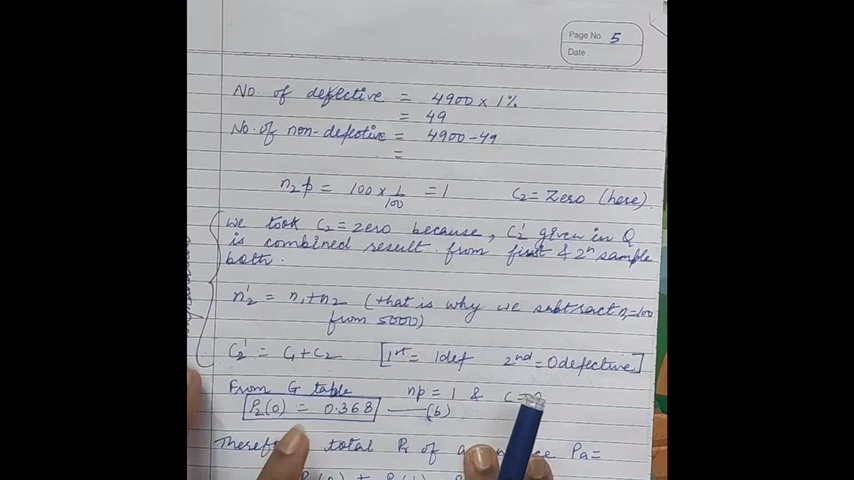 Page No. 5
Date :
No. of defective = 4900 x 1%
= 49
No. of non-defective = 4900-49
=
n2p = 100 x 1/100 = 1 C2 = Zero (here)
we took C2 = zero because, C2' given in Q
is combined result from first & 2n sample
both.
n2' = n1+n2 (that is why we subtract n1=100
from 5000)
C2' = C1+C2 [1st = 1def 2nd = 0defective]
From G table np = 1 & C=
P2(0) = 0.368 —(b)
total Pr of Pa=